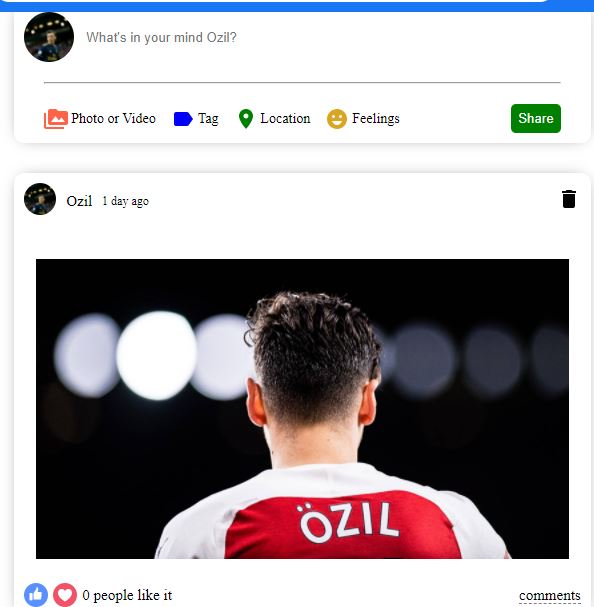 What's in your mind Ozil?
Photo or Video Tag Location Feelings Share
Ozil 1 day ago
ÖZIL
0 people like it comments